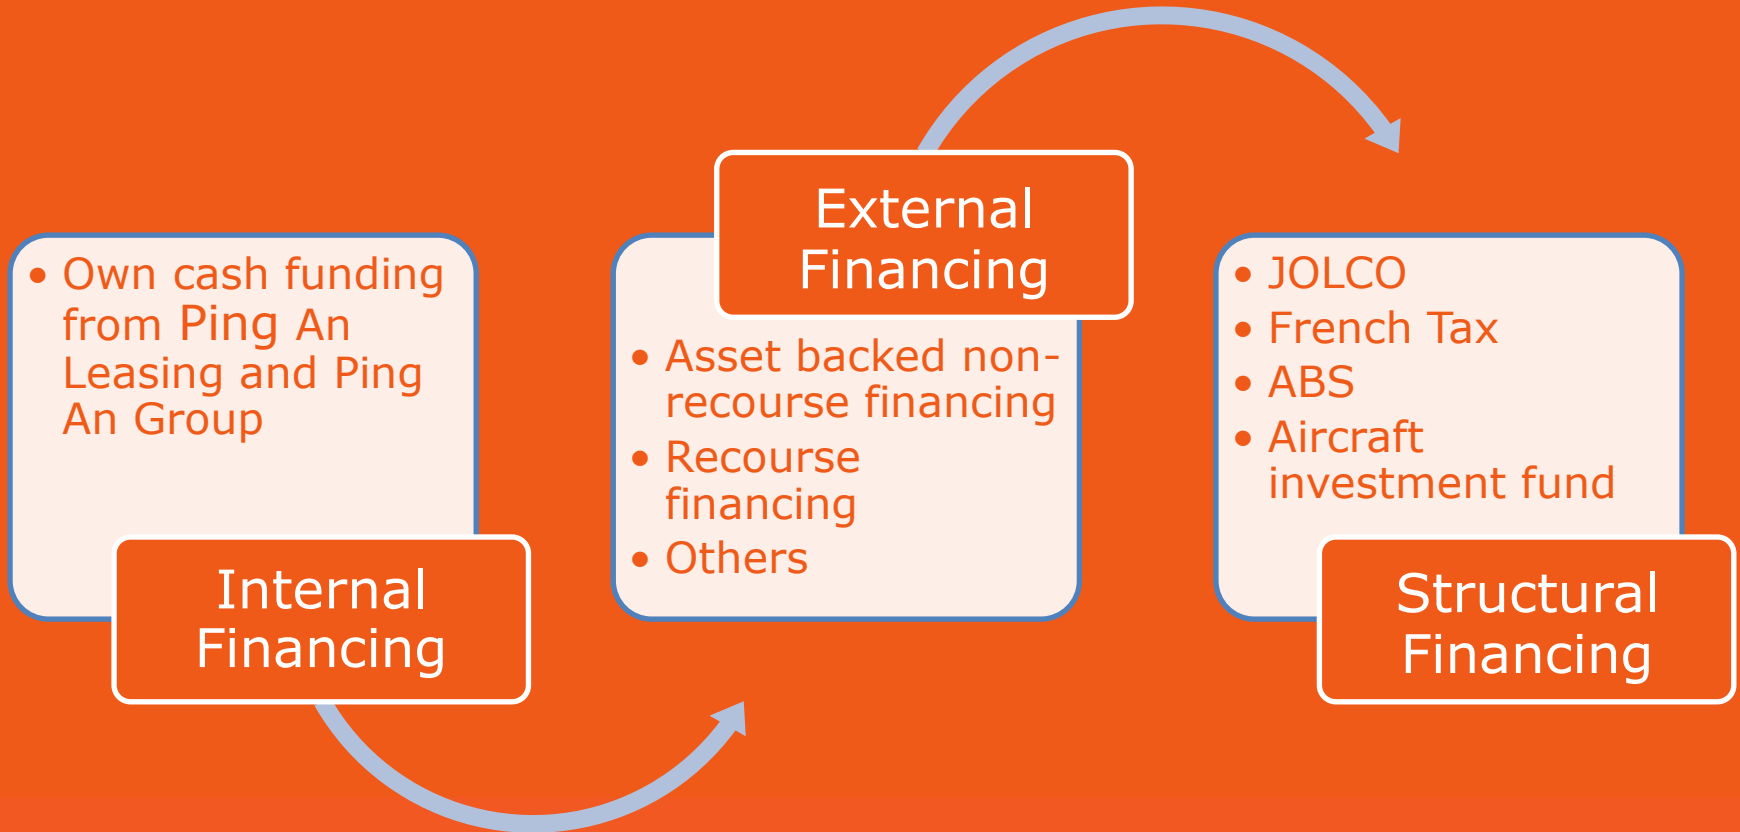 • Own cash funding
from Ping An
Leasing and Ping
An Group
Internal
Financing
External
Financing
• Asset backed non-
recourse financing
• Recourse
financing
• Others
• JOLCO
• French Tax
• ABS
• Aircraft
investment fund
Structural
Financing